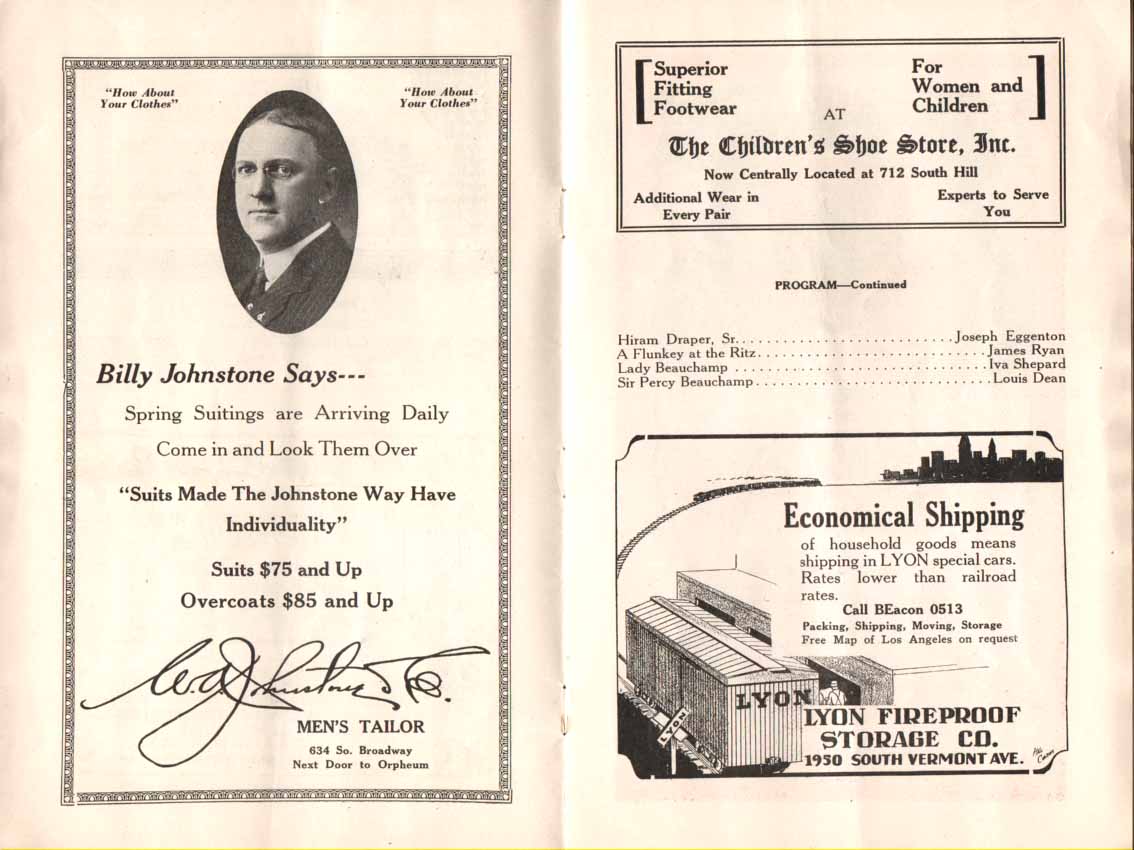 "How About
Your Clothes"
"How About
Your Clothes"
Billy Johnstone Says---
Spring Suitings are Arriving Daily
Come in and Look Them Over
"Suits Made The Johnstone Way Have
Individuality"
Suits $75 and Up
Overcoats $85 and Up
W. A. Johnstone & Co.
MEN'S TAILOR
634 So. Broadway
Next Door to Orpheum
Superior
Fitting
Footwear
AT
For
Women and
Children
The Children's Shoe Store, Inc.
Now Centrally Located at 712 South Hill
Additional Wear in
Every Pair
Experts to Serve
You
PROGRAM—Continued
Hiram Draper, Sr. . . . . . . . . . . . . . . . . . . . . . . . . . . . Joseph Eggenton
A Flunkey at the Ritz . . . . . . . . . . . . . . . . . . . . . . . . . . . . James Ryan
Lady Beauchamp . . . . . . . . . . . . . . . . . . . . . . . . . . . . . . Iva Shepard
Sir Percy Beauchamp . . . . . . . . . . . . . . . . . . . . . . . . . . . . Louis Dean
Economical Shipping
of household goods means
shipping in LYON special cars.
Rates lower than railroad
rates.
Call BEacon 0513
Packing, Shipping, Moving, Storage
Free Map of Los Angeles on request
LYON
LYON
LYON FIREPROOF
STORAGE CO.
1950 SOUTH VERMONT AVE.